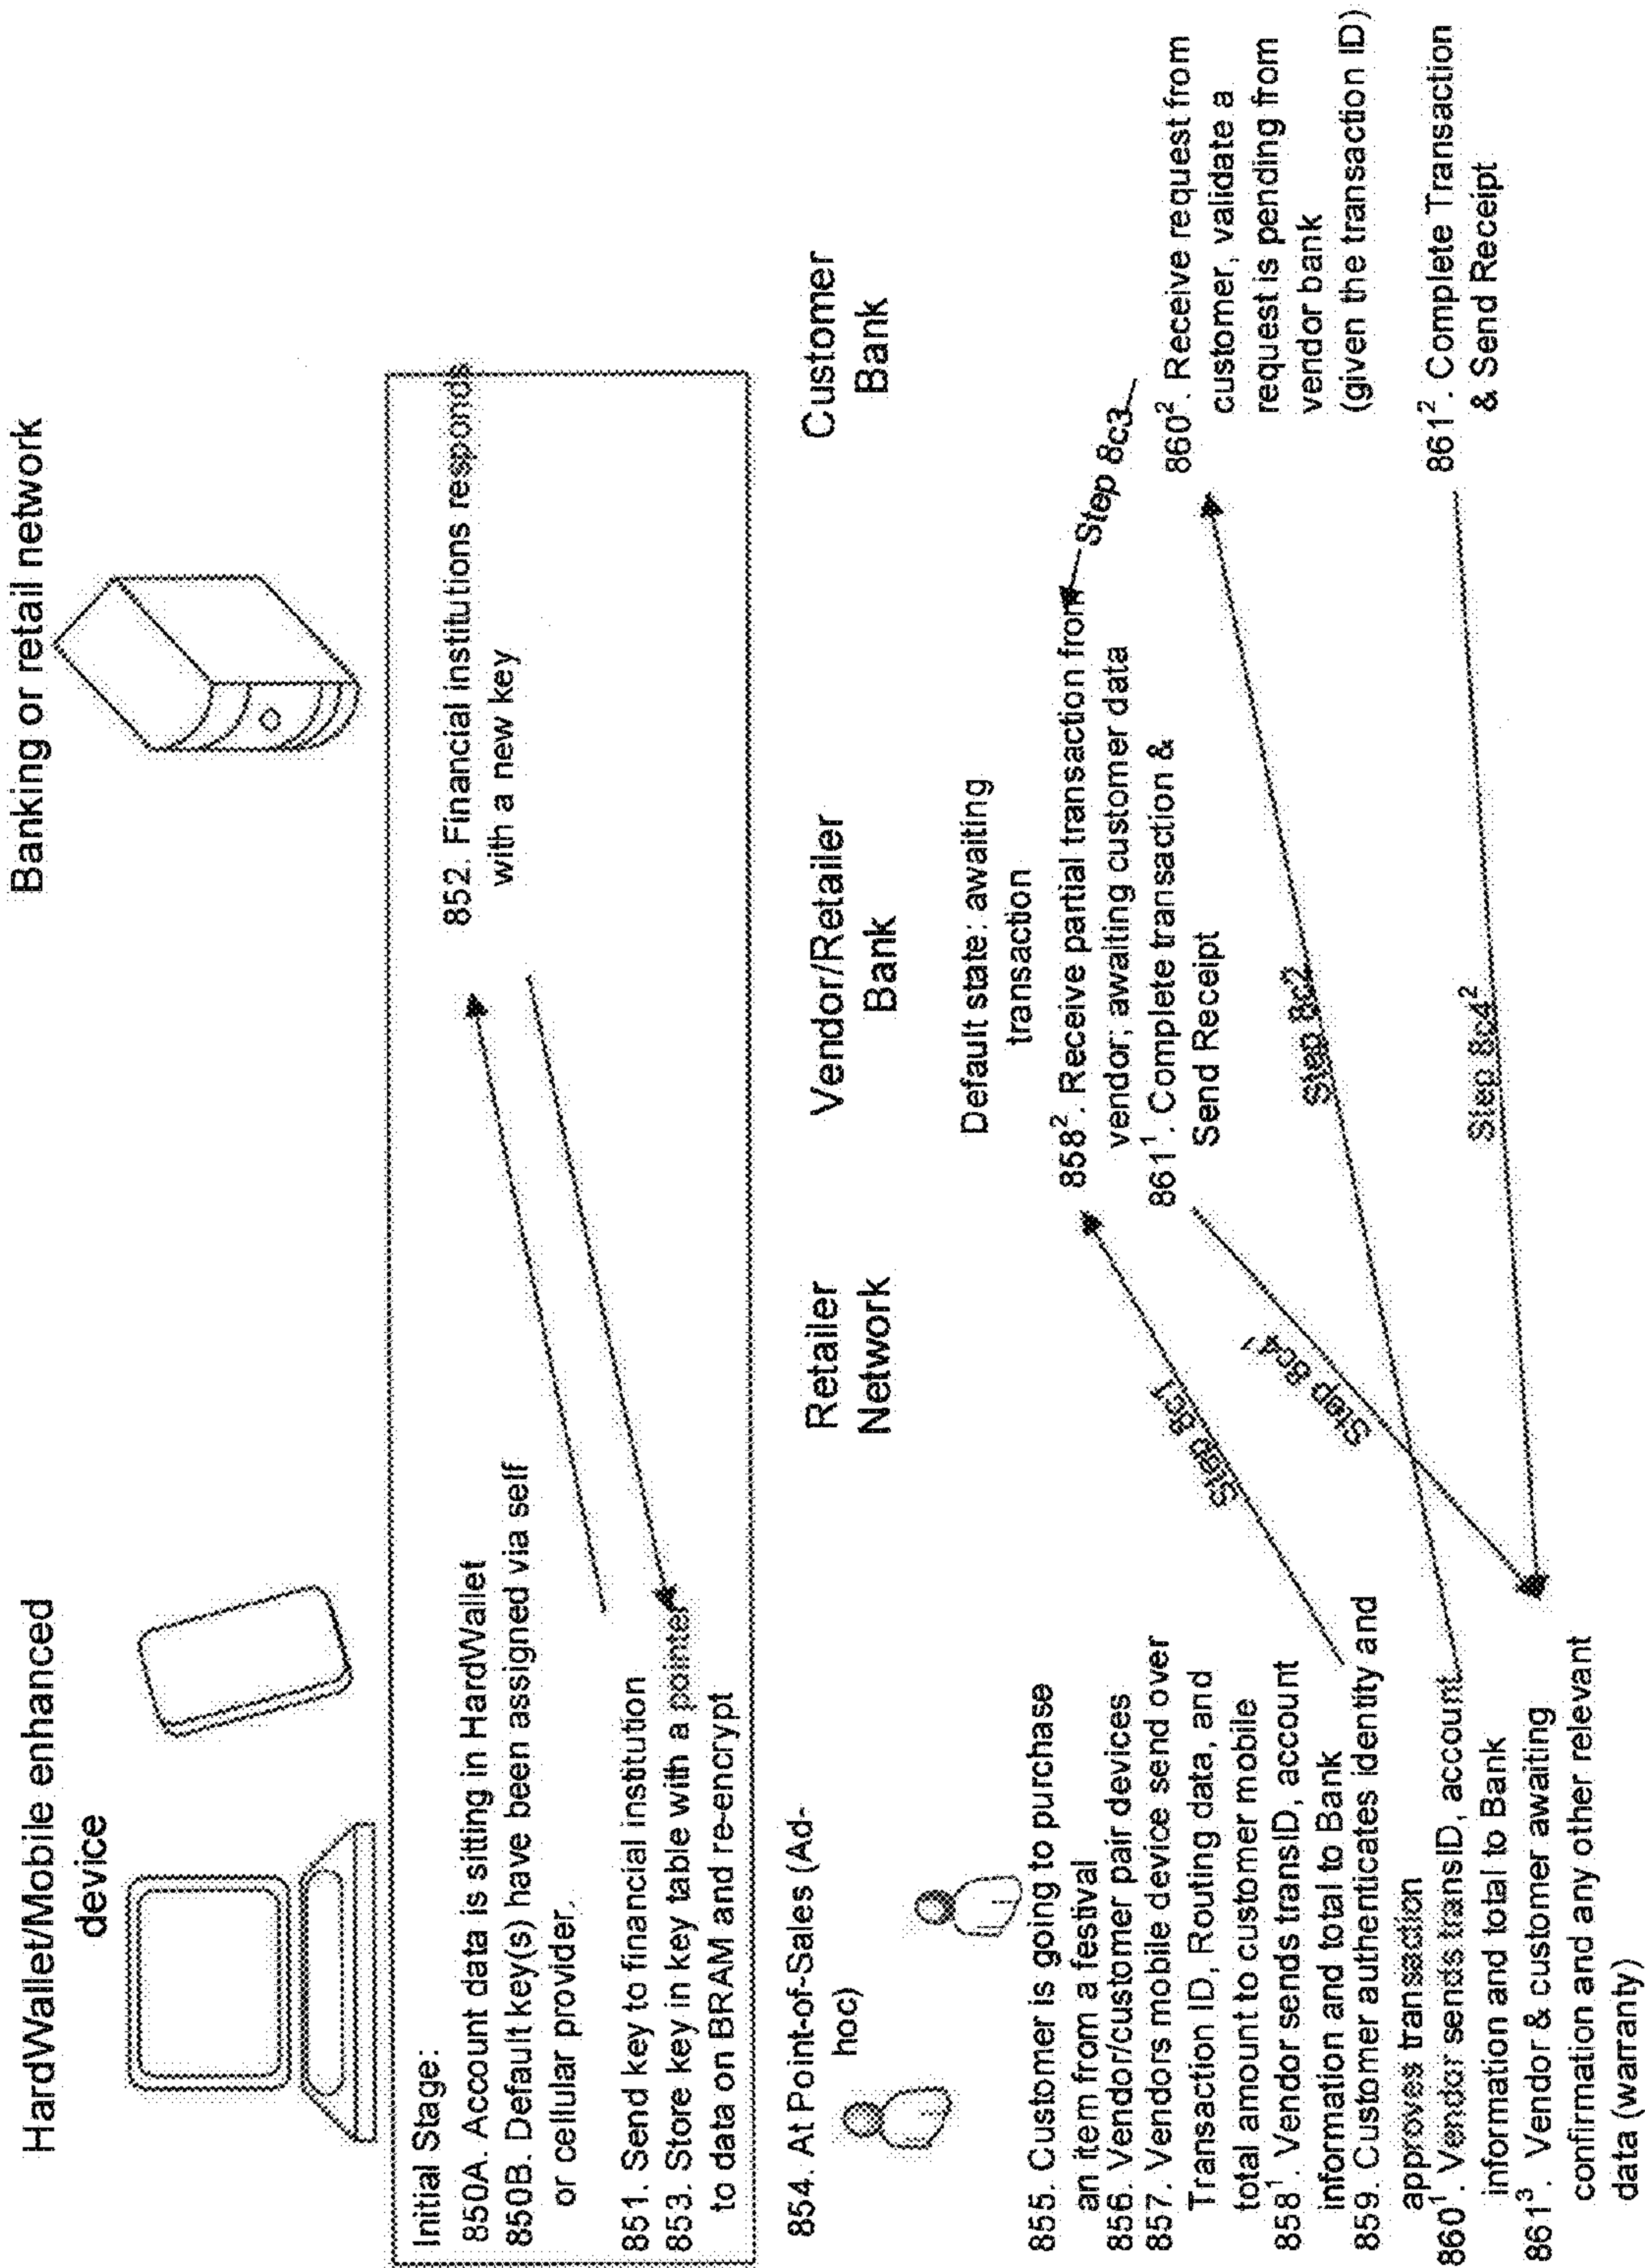 HardWallet/Mobile enhanced
device
Banking or retail network
Initial Stage:
850A. Account data is sitting in HardWallet
850B. Default key(s) have been assigned via self
or cellular provider.
851. Send key to financial institution
853. Store key in key table with a pointer
to data on BRAM and re-encrypt
852. Financial institutions responds
with a new key
854. At Point-of-Sales (Ad-
hoc)
Retailer
Network
Vendor/Retailer
Bank
Customer
Bank
855. Customer is going to purchase
an item from a festival
856. Vendor/customer pair devices
857. Vendors mobile device send over
Transaction ID, Routing data, and
total amount to customer mobile
858¹. Vendor sends transID, account
information and total to Bank
859. Customer authenticates identity and
approves transaction
860¹. Vendor sends transID, account
information and total to Bank
861³. Vendor & customer awaiting
confirmation and any other relevant
data (warranty)
Step 8c1
Step 8c4¹
Default state: awaiting
transaction
858². Receive partial transaction from
vendor; awaiting customer data
861¹. Complete transaction &
Send Receipt
Step 8c2
Step 8c4²
Step 8c3
860². Receive request from
customer, validate a
request is pending from
vendor bank
(given the transaction ID)
861². Complete Transaction
& Send Receipt